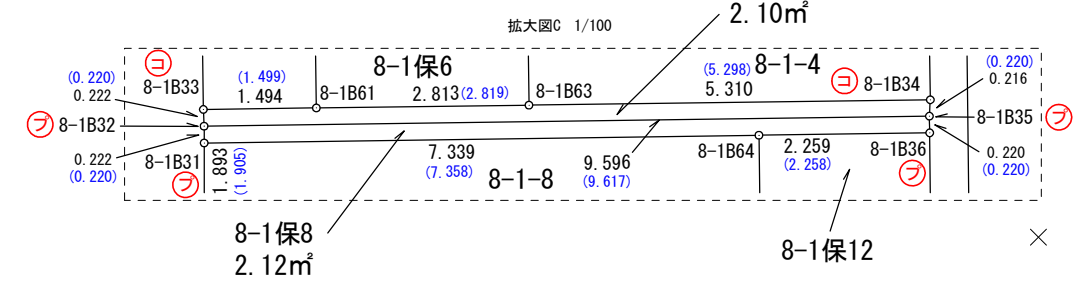 拡大図C 1/100
2.10㎡
コ
8-1B33
(0.220)
0.222
(1.499)
1.494
8-1保6
8-1B61
2.813(2.819)
8-1B63
(5.298)
5.310
8-1-4
コ
8-1B34
(0.220)
0.216
プ 8-1B32
8-1B35 プ
0.222
(0.220)
8-1B31
プ
1.893
(1.905)
7.339
(7.358)
8-1-8
9.596
(9.617)
8-1B64
2.259
(2.258)
8-1B36
プ
0.220
(0.220)
8-1保8
2.12㎡
8-1保12